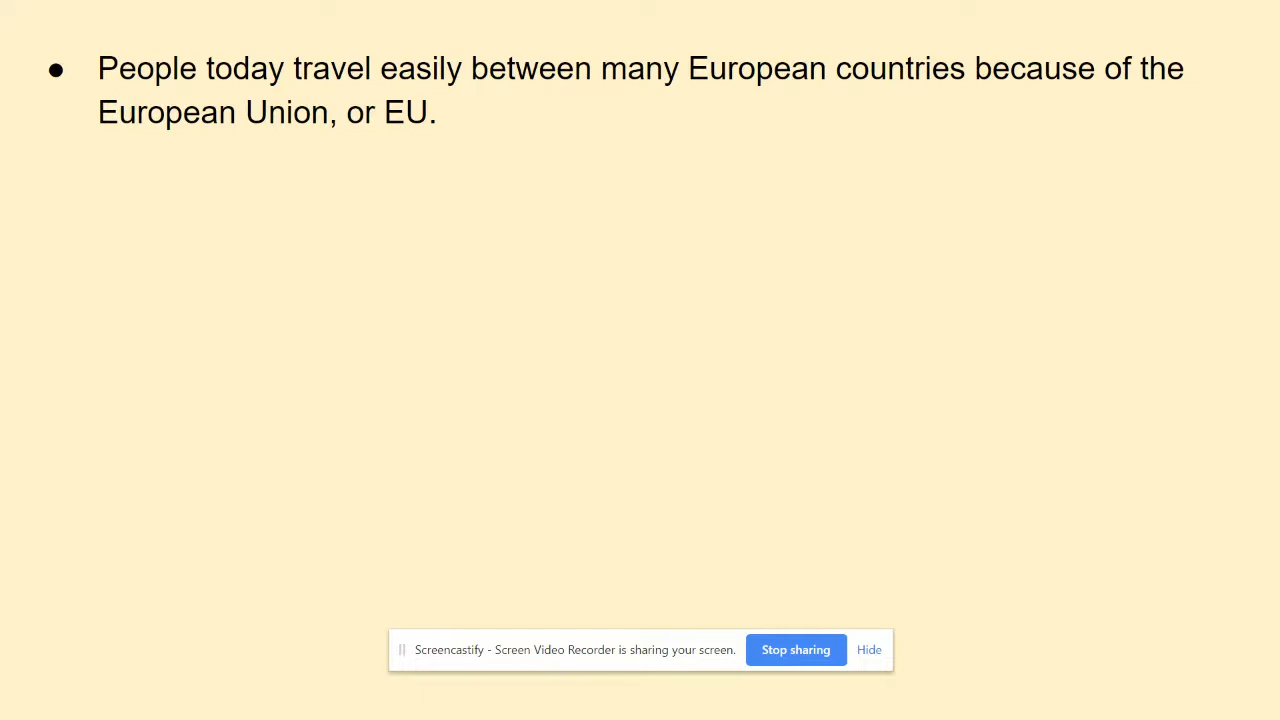 ● People today travel easily between many European countries because of the
European Union, or EU.
Screencastify - Screen Video Recorder is sharing your screen. Stop sharing Hide